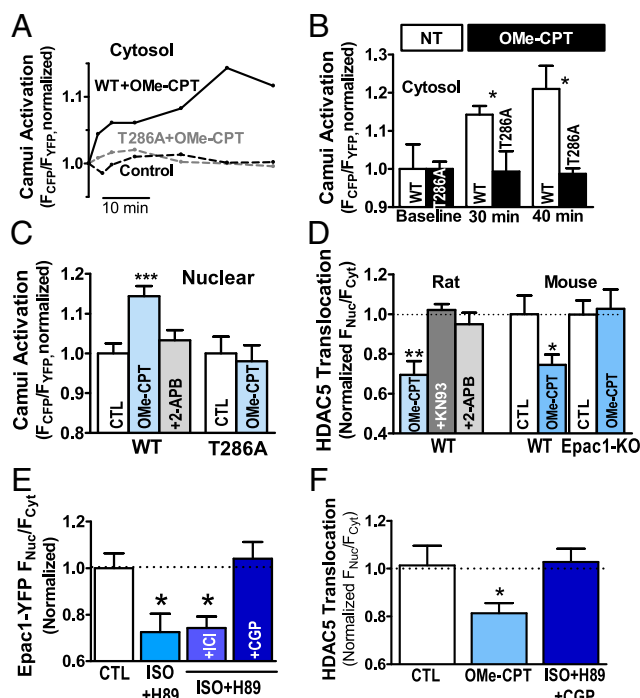 A
Cytosol
Camui Activation
(FCFP/FYFP,normalized)
1.1
1.0
WT+OMe-CPT
T286A+OMe-CPT
Control
10 min
B
NT
OMe-CPT
Cytosol
Camui Activation
(FCFP/FYFP, normalized)
1.3
1.2
1.1
1.0
0.9
*
*
WT
T286A
WT
T286A
WT
T286A
Baseline
30 min
40 min
C
Nuclear
Camui Activation
(FCFP/FYFP,normalized)
1.2
1.1
1.0
0.9
0.8
***
CTL
OMe-CPT
+2-APB
CTL
OMe-CPT
WT
T286A
D
Rat
Mouse
HDAC5 Translocation
(Normalized FNuc/FCyt)
1.2
1.0
0.8
0.6
0.4
**
*
OMe-CPT
+KN93
+2-APB
CTL
OMe-CPT
CTL
OMe-CPT
WT
WT
Epac1-KO
E
Epac1-YFP FNuc/FCyt
(Normalized)
1.2
1.0
0.8
0.6
*
*
+ICI
+CGP
CTL
ISO
+H89
ISO+H89
F
HDAC5 Translocation
(Normalized FNuc/FCyt)
1.4
1.2
1.0
0.8
0.6
0.4
*
CTL
OMe-CPT
ISO+H89
+CGP